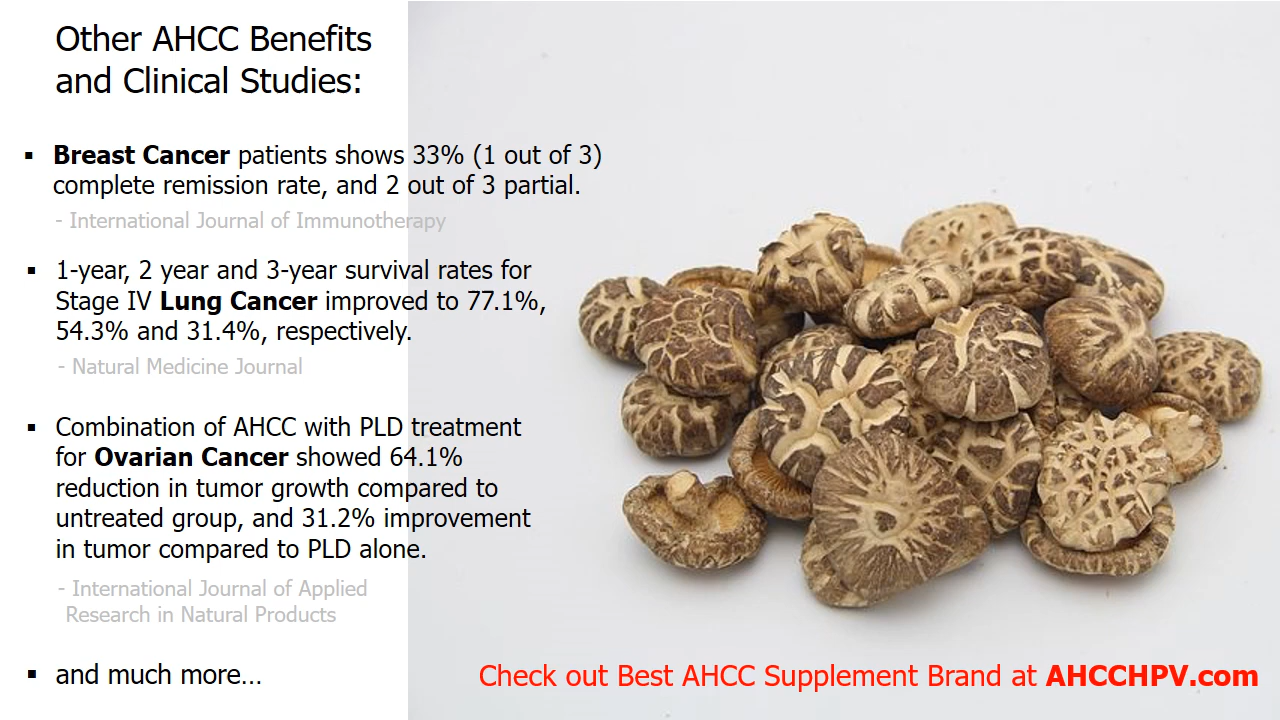 Other AHCC Benefits
and Clinical Studies:
▪ Breast Cancer patients shows 33% (1 out of 3)
complete remission rate, and 2 out of 3 partial.
- International Journal of Immunotherapy
▪ 1-year, 2 year and 3-year survival rates for
Stage IV Lung Cancer improved to 77.1%,
54.3% and 31.4%, respectively.
- Natural Medicine Journal
▪ Combination of AHCC with PLD treatment
for Ovarian Cancer showed 64.1%
reduction in tumor growth compared to
untreated group, and 31.2% improvement
in tumor compared to PLD alone.
- International Journal of Applied
Research in Natural Products
▪ and much more…
Check out Best AHCC Supplement Brand at AHCCHPV.com